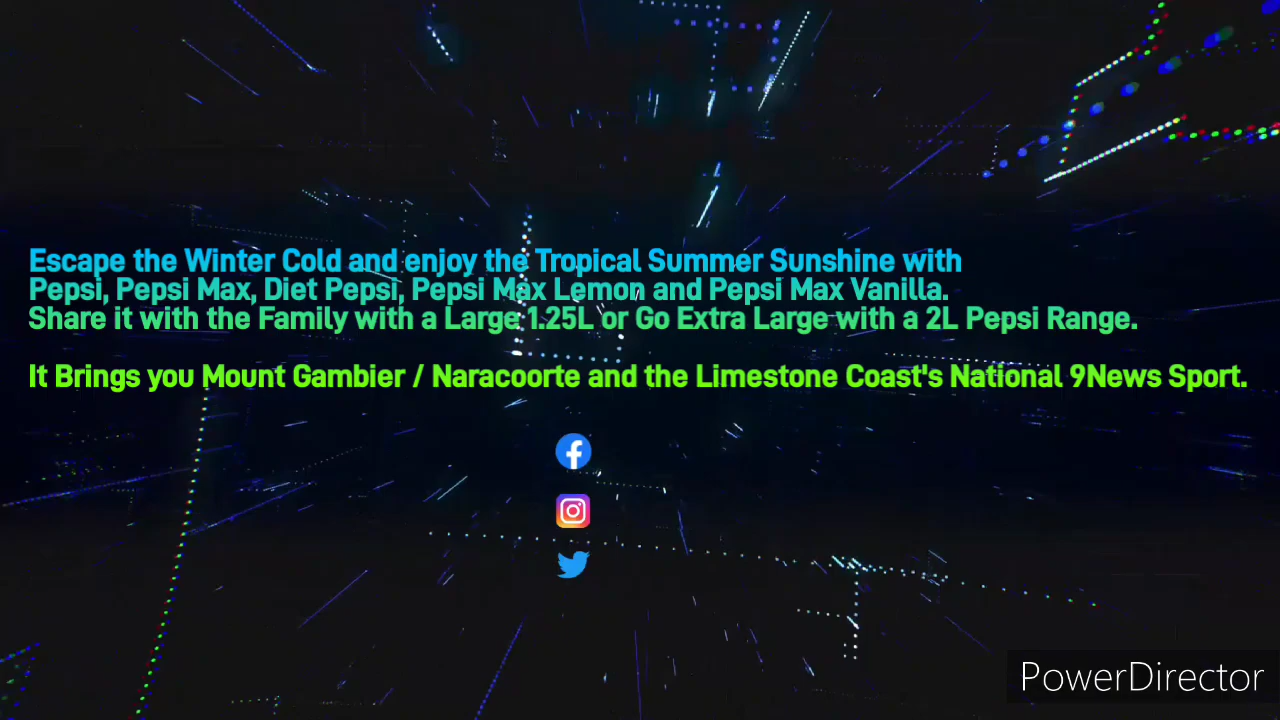 Escape the Winter Cold and enjoy the Tropical Summer Sunshine with
Pepsi, Pepsi Max, Diet Pepsi, Pepsi Max Lemon and Pepsi Max Vanilla.
Share it with the Family with a Large 1.25L or Go Extra Large with a 2L Pepsi Range.
It Brings you Mount Gambier / Naracoorte and the Limestone Coast's National 9News Sport.
PowerDirector